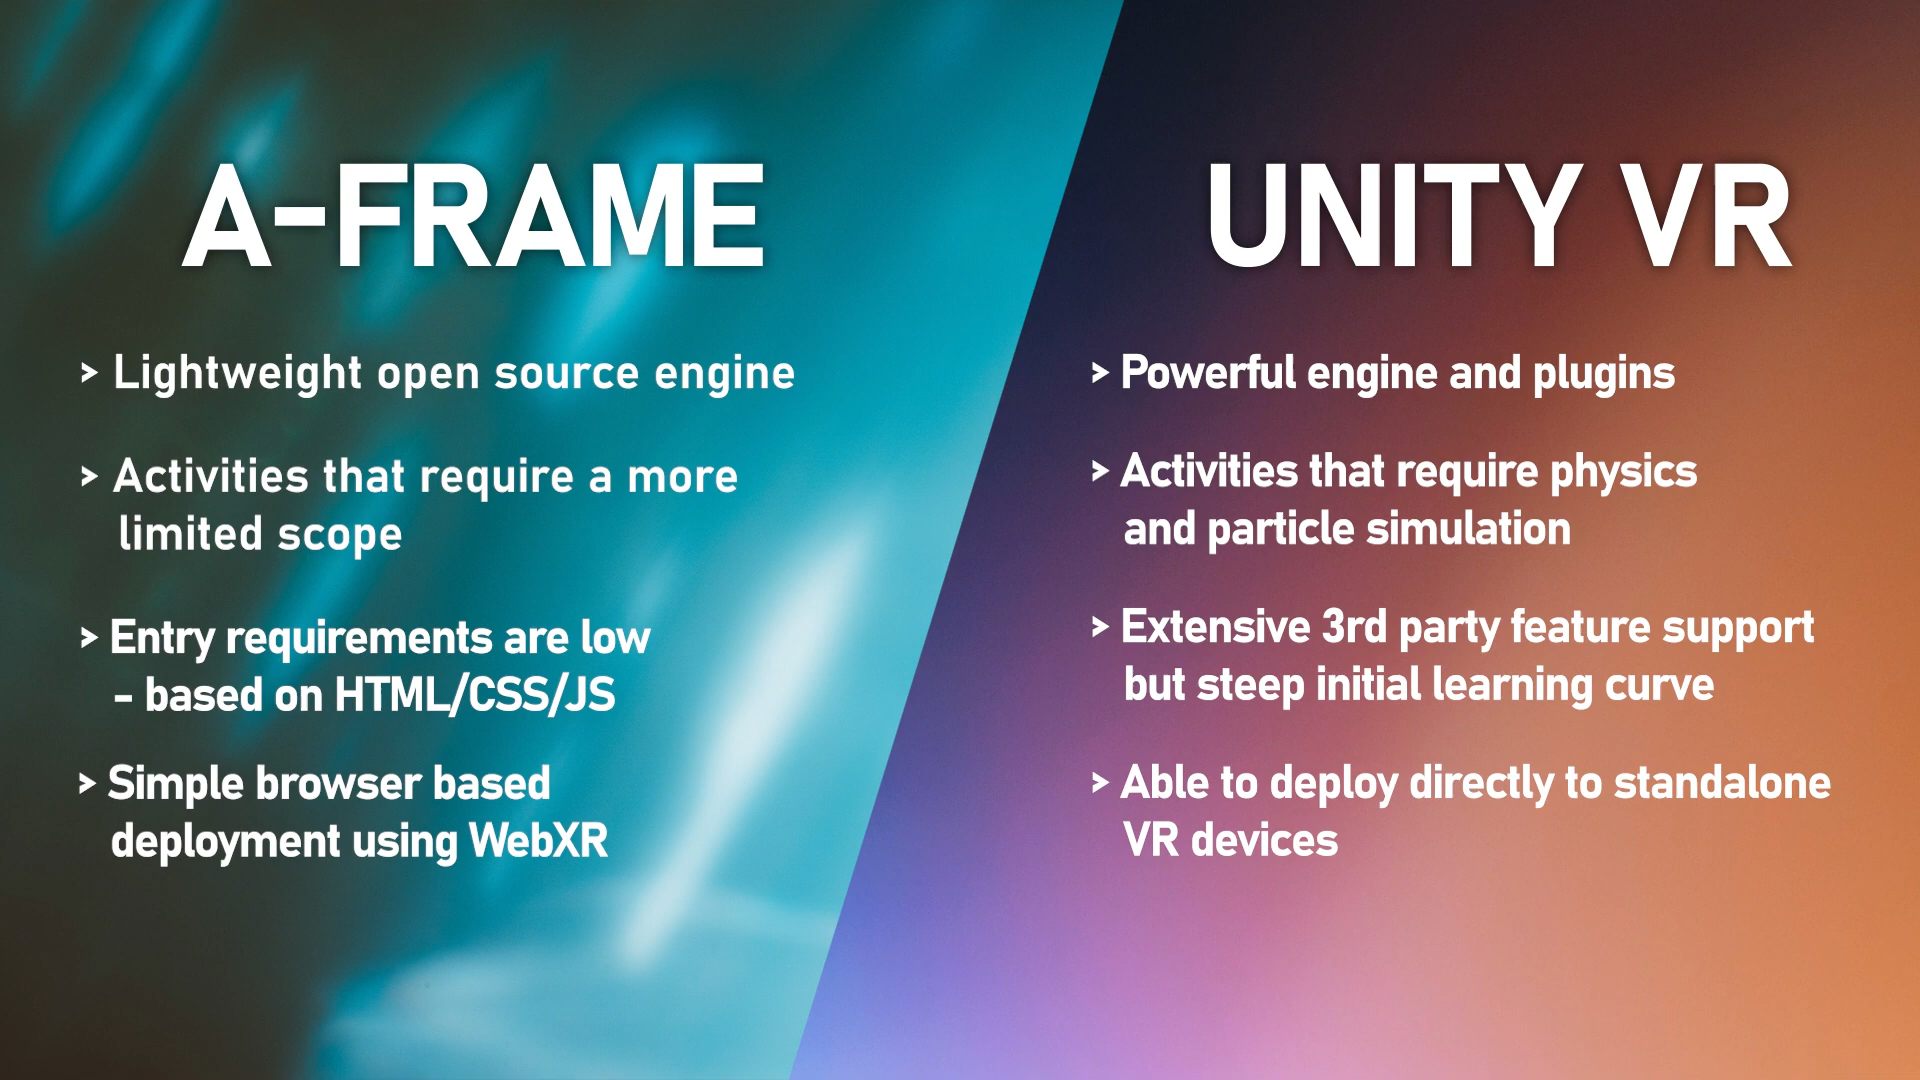 A-FRAME
> Lightweight open source engine
> Activities that require a more
limited scope
> Entry requirements are low
- based on HTML/CSS/JS
> Simple browser based
deployment using WebXR
UNITY VR
> Powerful engine and plugins
> Activities that require physics
and particle simulation
> Extensive 3rd party feature support
but steep initial learning curve
> Able to deploy directly to standalone
VR devices